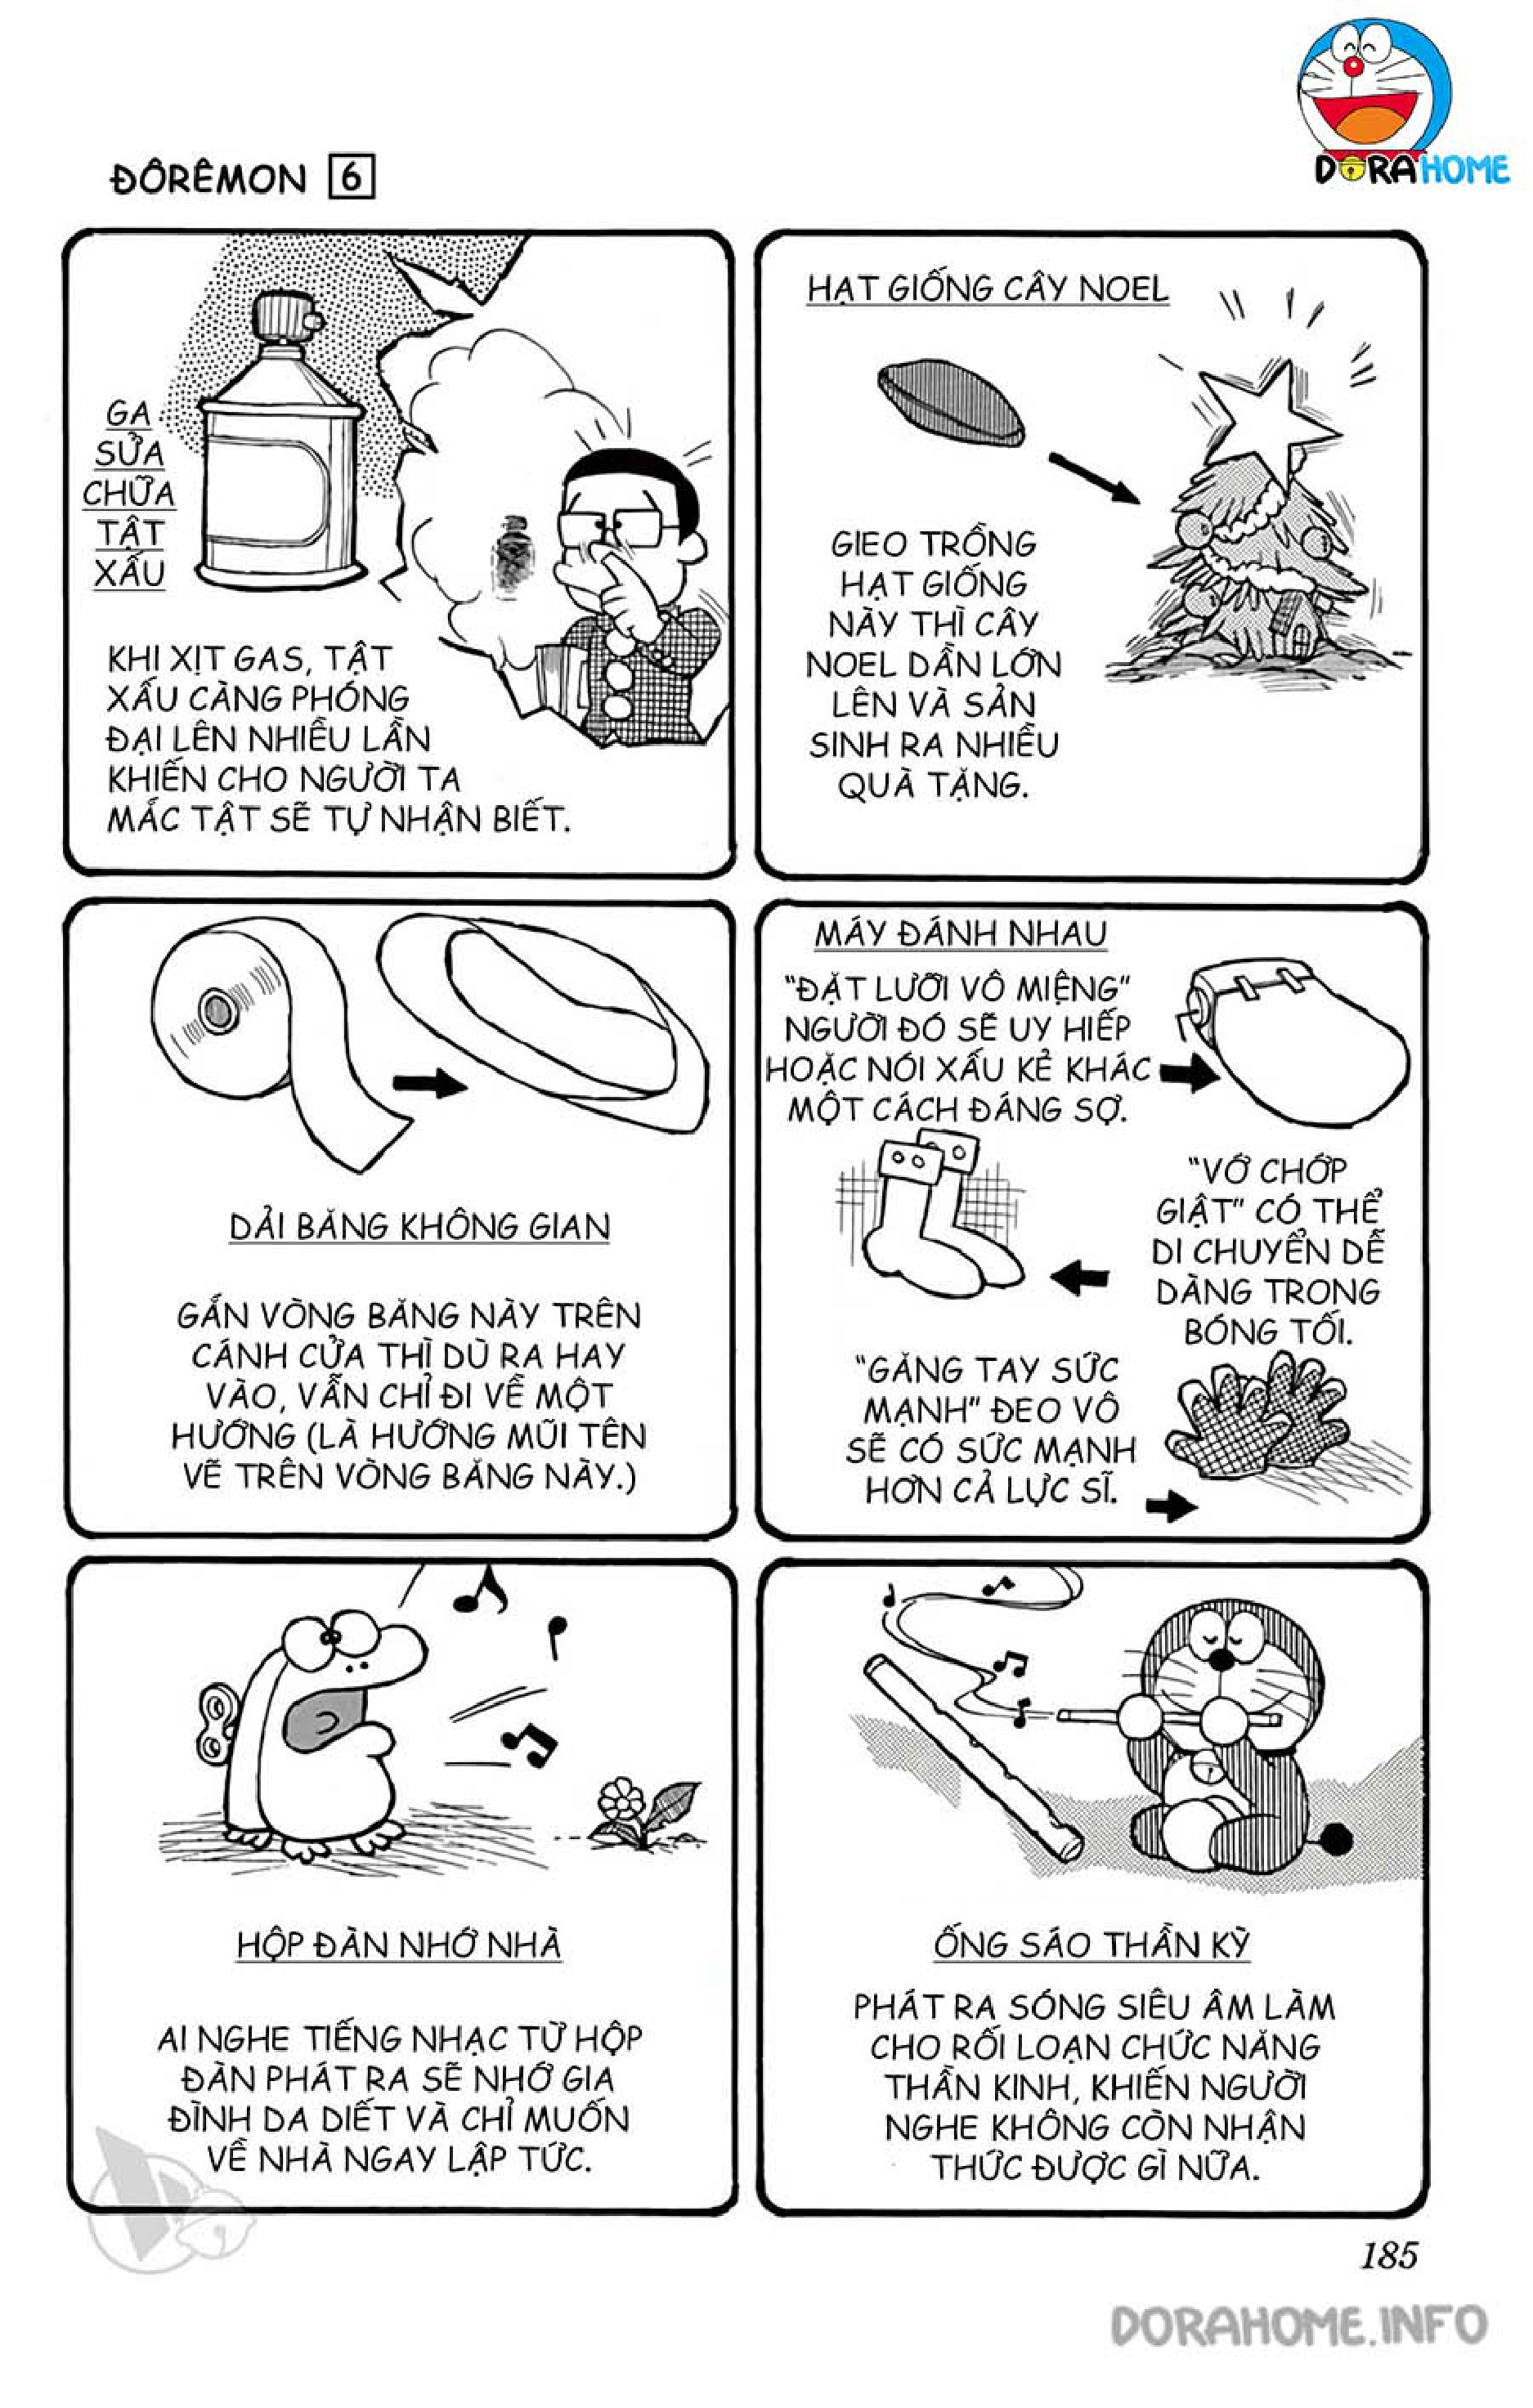 DORAHOME
ĐÔRÊMON 6
GA
SỬA
CHỮA
TẬT
XẤU
KHI XỊT GAS, TẬT
XẤU CÀNG PHÓNG
ĐẠI LÊN NHIỀU LẦN
KHIẾN CHO NGƯỜI TA
MẮC TẬT SẼ TỰ NHẬN BIẾT.
HẠT GIỐNG CÂY NOEL
GIEO TRỒNG
HẠT GIỐNG
NÀY THÌ CÂY
NOEL DẦN LỚN
LÊN VÀ SẢN
SINH RA NHIỀU
QUÀ TẶNG.
DẢI BĂNG KHÔNG GIAN
GẮN VÒNG BĂNG NÀY TRÊN
CÁNH CỬA THÌ DÙ RA HAY
VÀO, VẪN CHỈ ĐI VỀ MỘT
HƯỚNG (LÀ HƯỚNG MŨI TÊN
VẼ TRÊN VÒNG BĂNG NÀY.)
MÁY ĐÁNH NHAU
“ĐẶT LƯỠI VÔ MIỆNG”
NGƯỜI ĐÓ SẼ UY HIẾP
HOẶC NÓI XẤU KẺ KHÁC
MỘT CÁCH ĐÁNG SỢ.
“VỚ CHỚP
GIẬT” CÓ THỂ
DI CHUYỂN DỄ
DÀNG TRONG
BÓNG TỐI.
“GĂNG TAY SỨC
MẠNH” ĐEO VÔ
SẼ CÓ SỨC MẠNH
HƠN CẢ LỰC SĨ.
HỘP ĐÀN NHỚ NHÀ
AI NGHE TIẾNG NHẠC TỪ HỘP
ĐÀN PHÁT RA SẼ NHỚ GIA
ĐÌNH DA DIẾT VÀ CHỈ MUỐN
VỀ NHÀ NGAY LẬP TỨC.
ỐNG SÁO THẦN KỲ
PHÁT RA SÓNG SIÊU ÂM LÀM
CHO RỐI LOẠN CHỨC NĂNG
THẦN KINH, KHIẾN NGƯỜI
NGHE KHÔNG CÒN NHẬN
THỨC ĐƯỢC GÌ NỮA.
185
DORAHOME.INFO